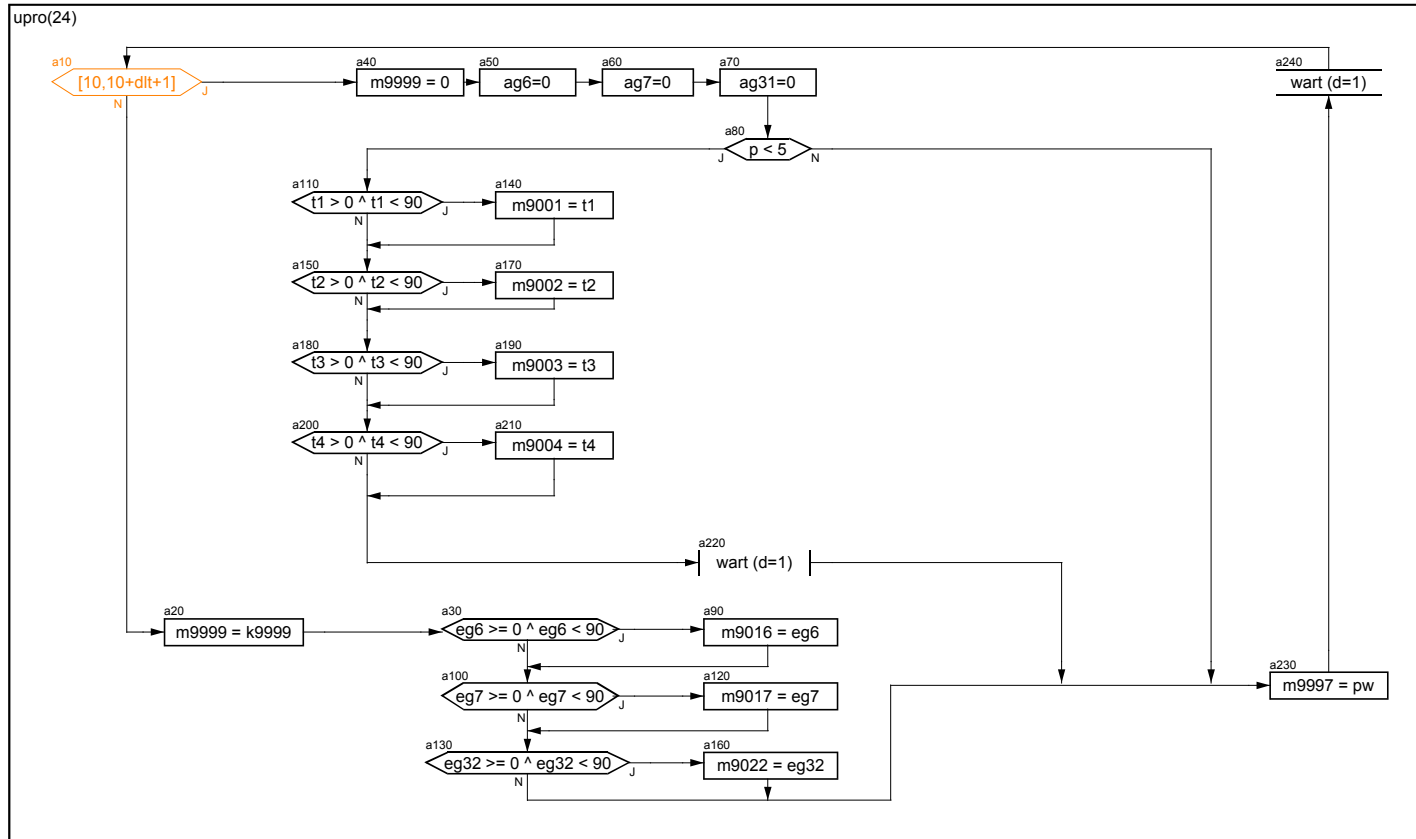 upro(24)
a10
[10,10+dlt+1]
J
N
a40
m9999 = 0
a50
ag6=0
a60
ag7=0
a70
ag31=0
a240
wart (d=1)
a80
p < 5
J
N
a110
t1 > 0 ^ t1 < 90
J
N
a140
m9001 = t1
a150
t2 > 0 ^ t2 < 90
J
N
a170
m9002 = t2
a180
t3 > 0 ^ t3 < 90
J
N
a190
m9003 = t3
a200
t4 > 0 ^ t4 < 90
J
N
a210
m9004 = t4
a220
wart (d=1)
a20
m9999 = k9999
a30
eg6 >= 0 ^ eg6 < 90
J
N
a90
m9016 = eg6
a100
eg7 >= 0 ^ eg7 < 90
J
N
a120
m9017 = eg7
a230
m9997 = pw
a130
eg32 >= 0 ^ eg32 < 90
J
N
a160
m9022 = eg32